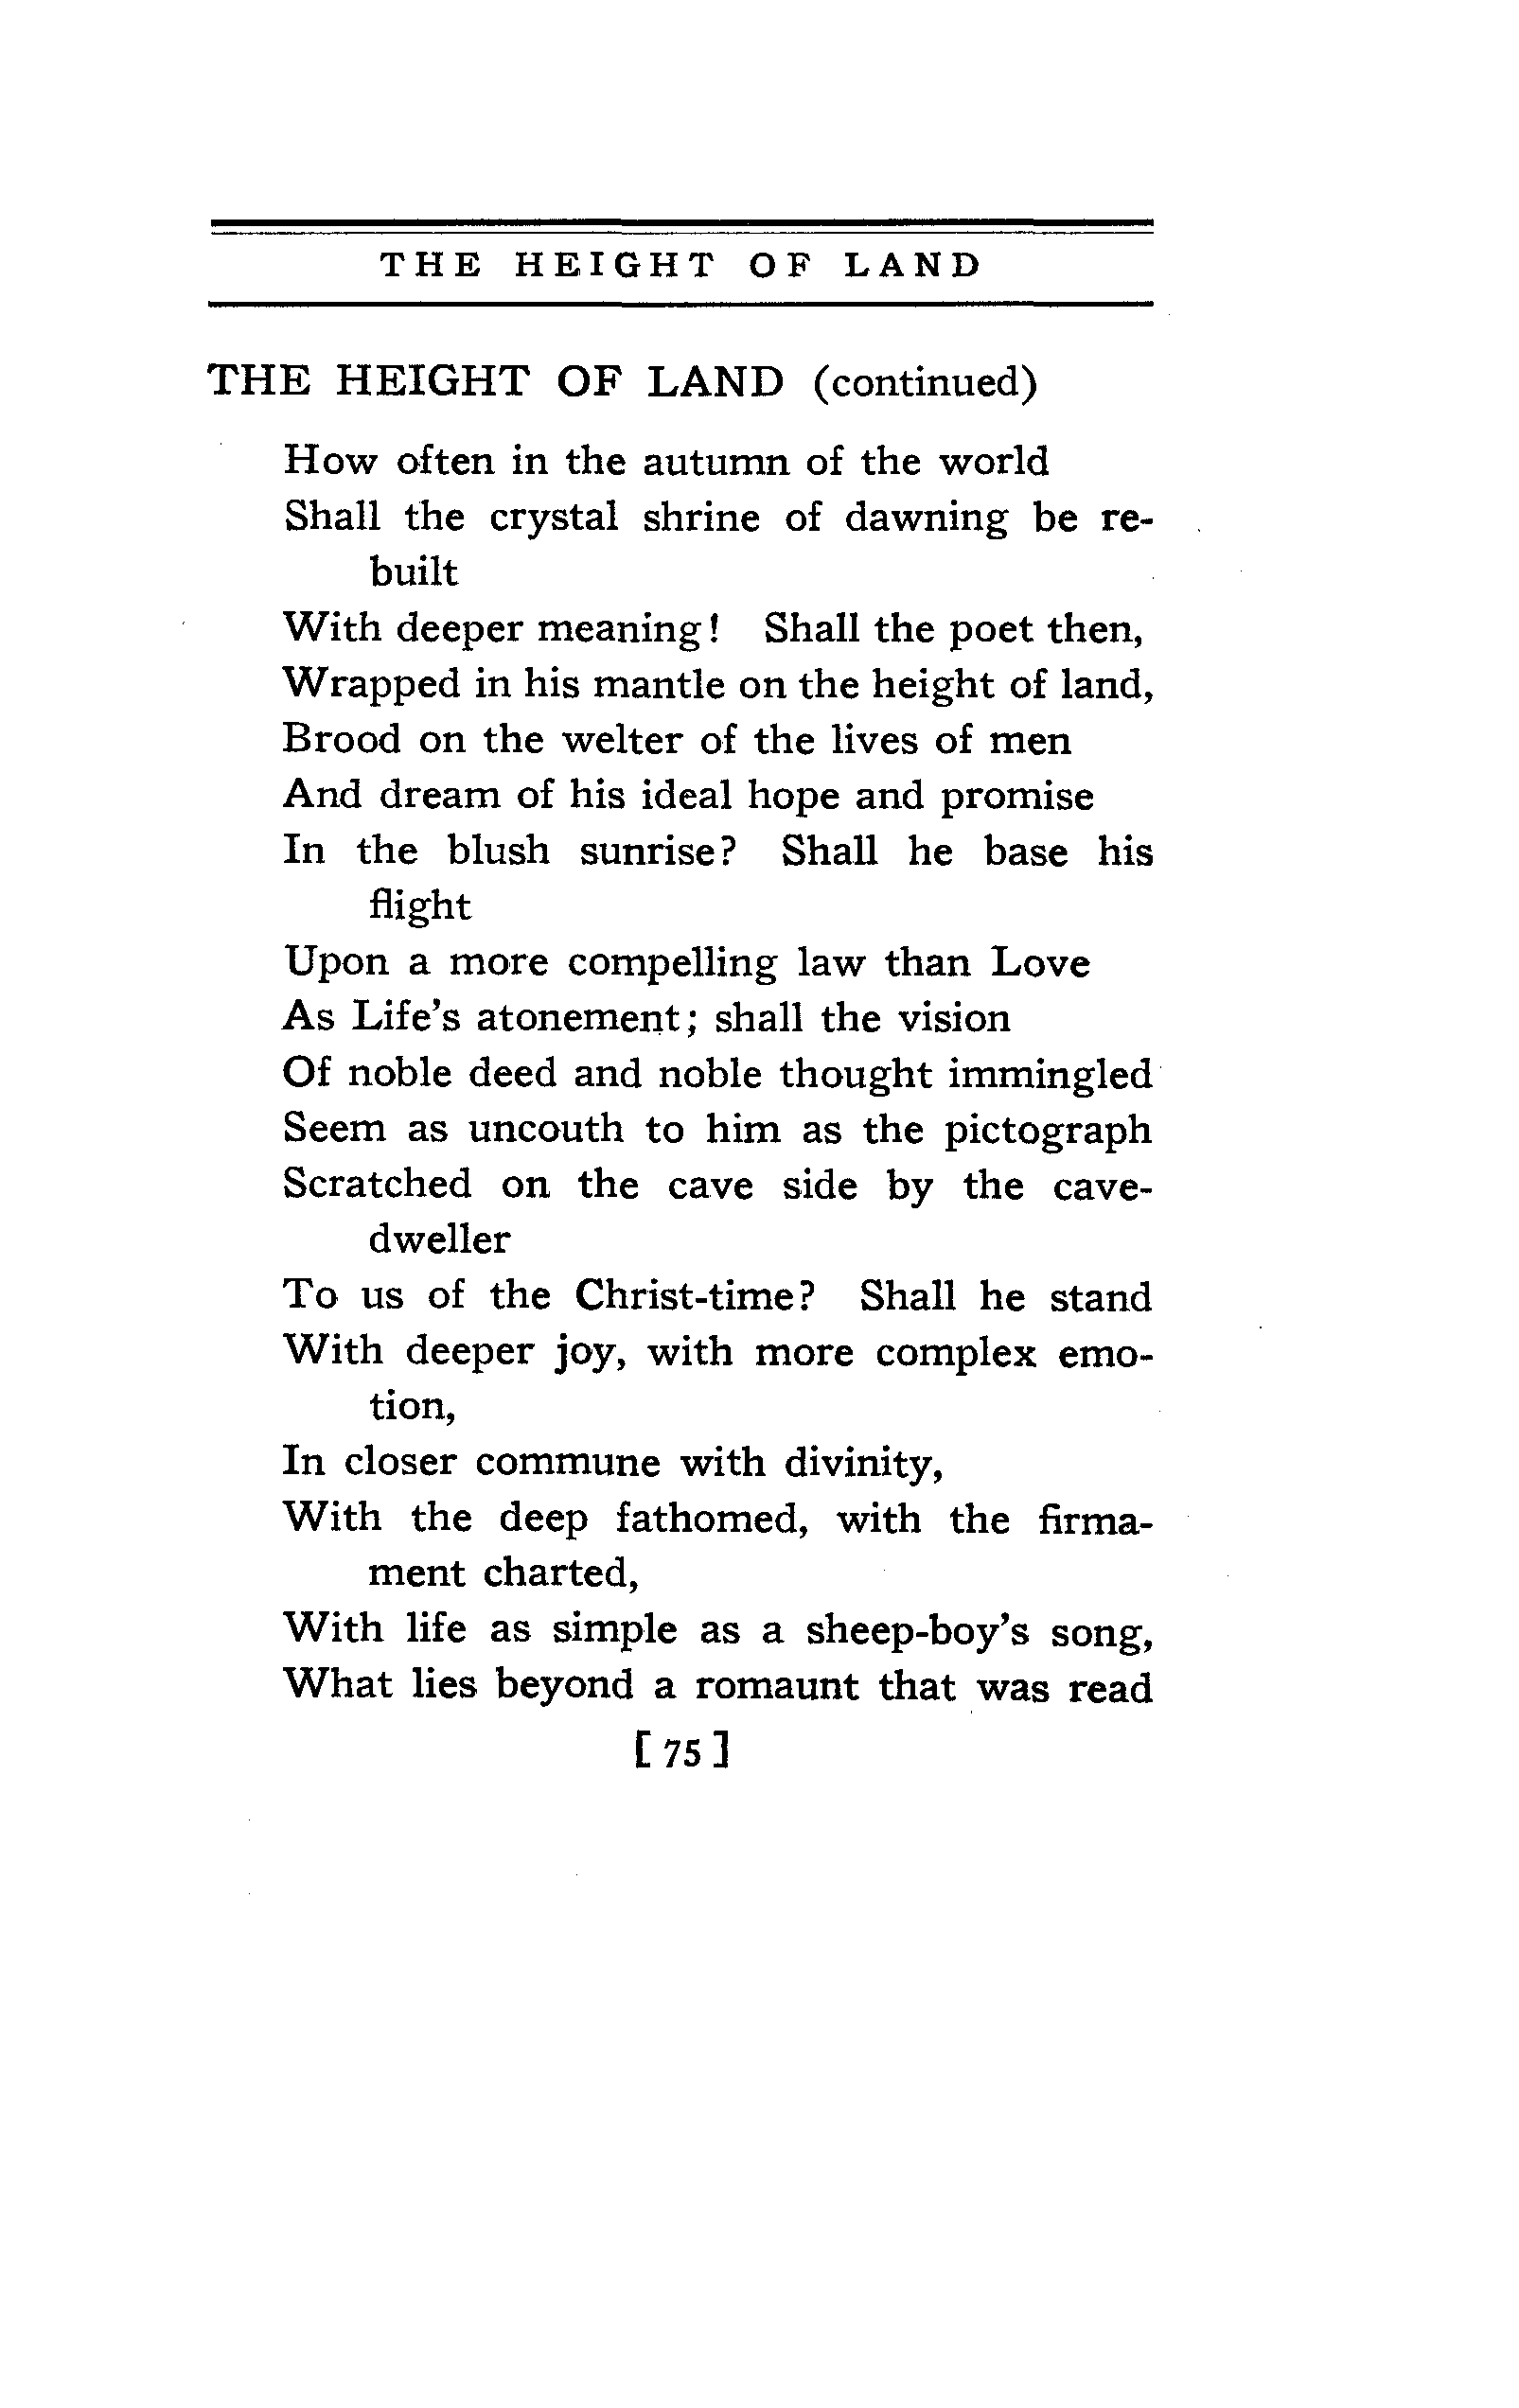 THE HEIGHT OF LAND
THE HEIGHT OF LAND (continued)
How often in the autumn of the world
Shall the crystal shrine of dawning be re-
built
With deeper meaning! Shall the poet then,
Wrapped in his mantle on the height of land,
Brood on the welter of the lives of men
And dream of his ideal hope and promise
In the blush sunrise? Shall he base his
flight
Upon a more compelling law than Love
As Life's atonement; shall the vision
Of noble deed and noble thought immingled
Seem as uncouth to him as the pictograph
Scratched on the cave side by the cave-
dweller
To us of the Christ-time? Shall he stand
With deeper joy, with more complex emo-
tion,
In closer commune with divinity,
With the deep fathomed, with the firma-
ment charted,
With life as simple as a sheep-boy's song,
What lies beyond a romaunt that was read
[75]